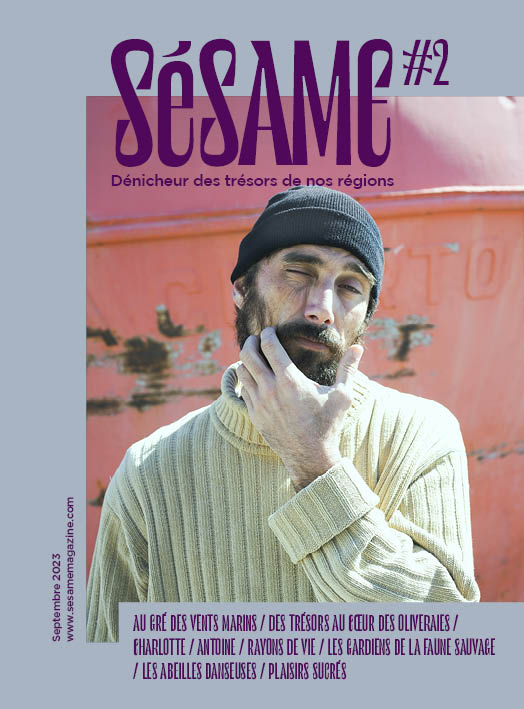 SéSAME #2
Dénicheur des trésors de nos régions
Septembre 2023
www.sesamemagazine.com
AU GRÉ DES VENTS MARINS / DES TRÉSORS AU CŒUR DES OLIVERAIES /
CHARLOTTE / ANTOINE / RAYONS DE VIE / LES GARDIENS DE LA FAUNE SAUVAGE
/ LES ABEILLES DANSEUSES / PLAISIRS SUCRÉS